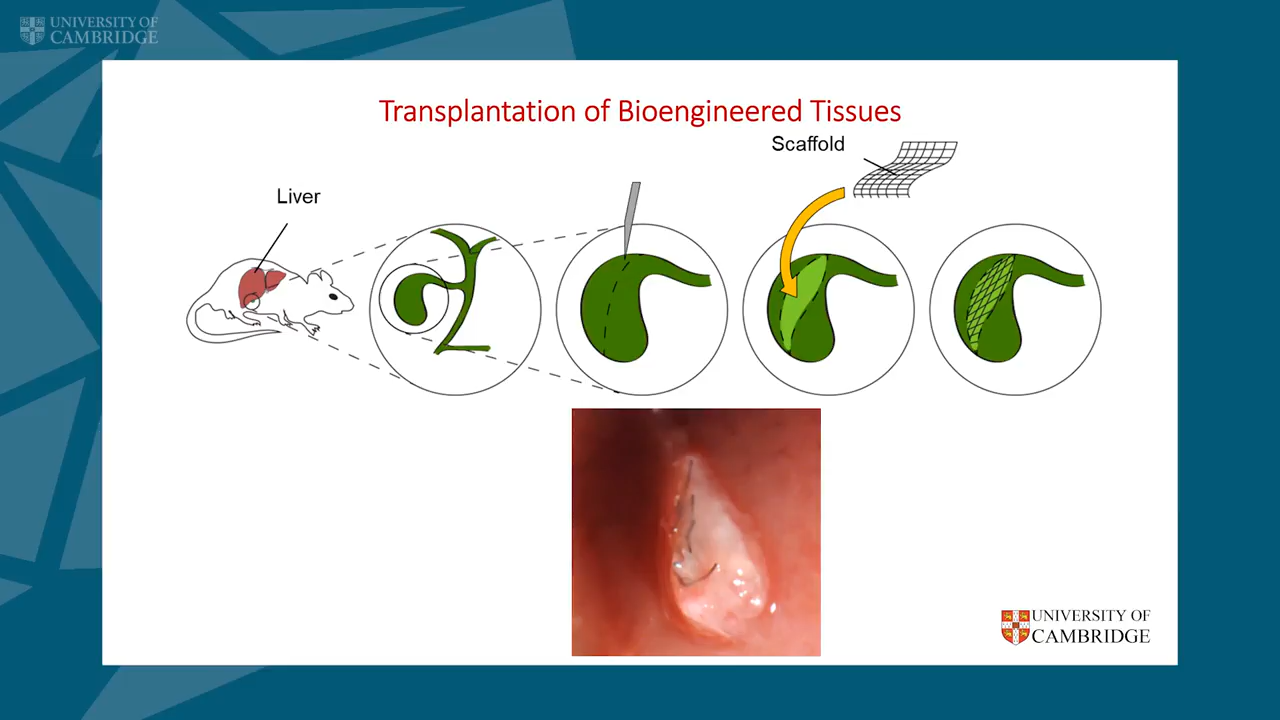 UNIVERSITY OF
CAMBRIDGE
Transplantation of Bioengineered Tissues
Scaffold
Liver
UNIVERSITY OF
CAMBRIDGE